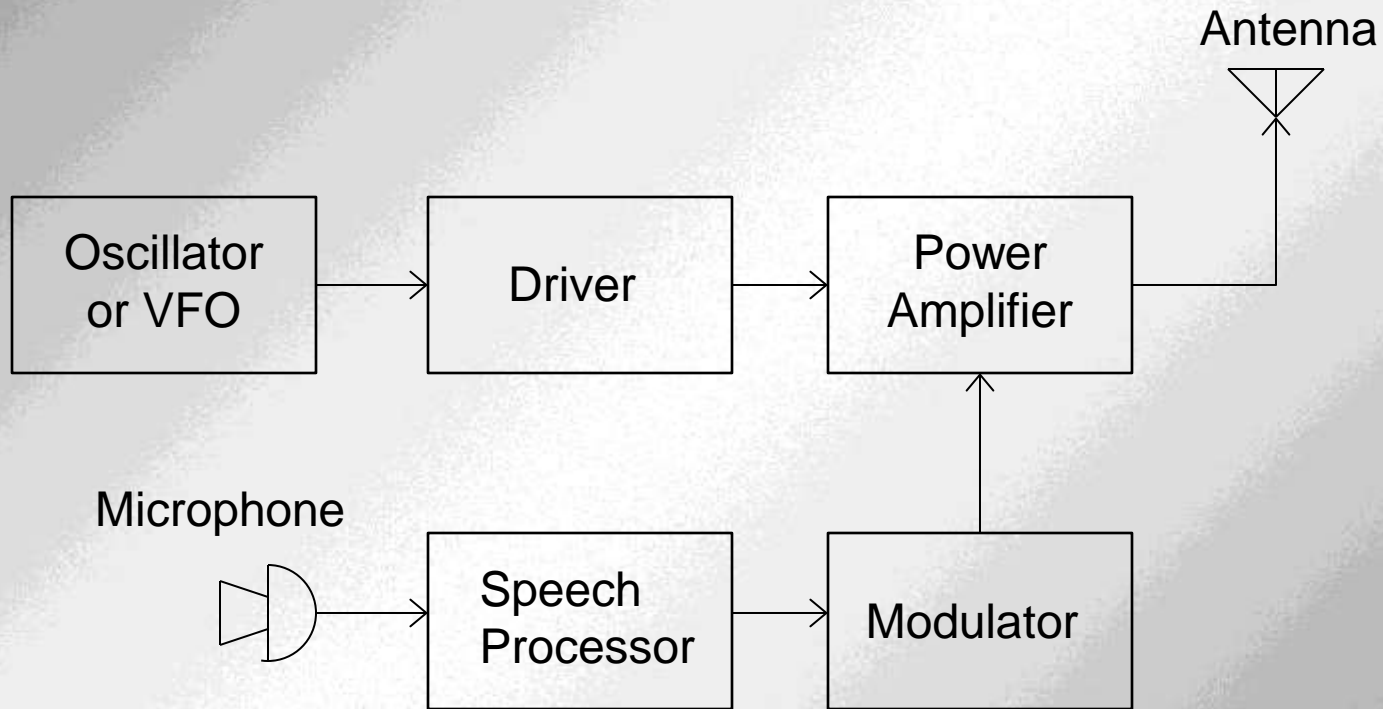 Antenna
Oscillator
or VFO
Driver
Power
Amplifier
Microphone
Speech
Processor
Modulator